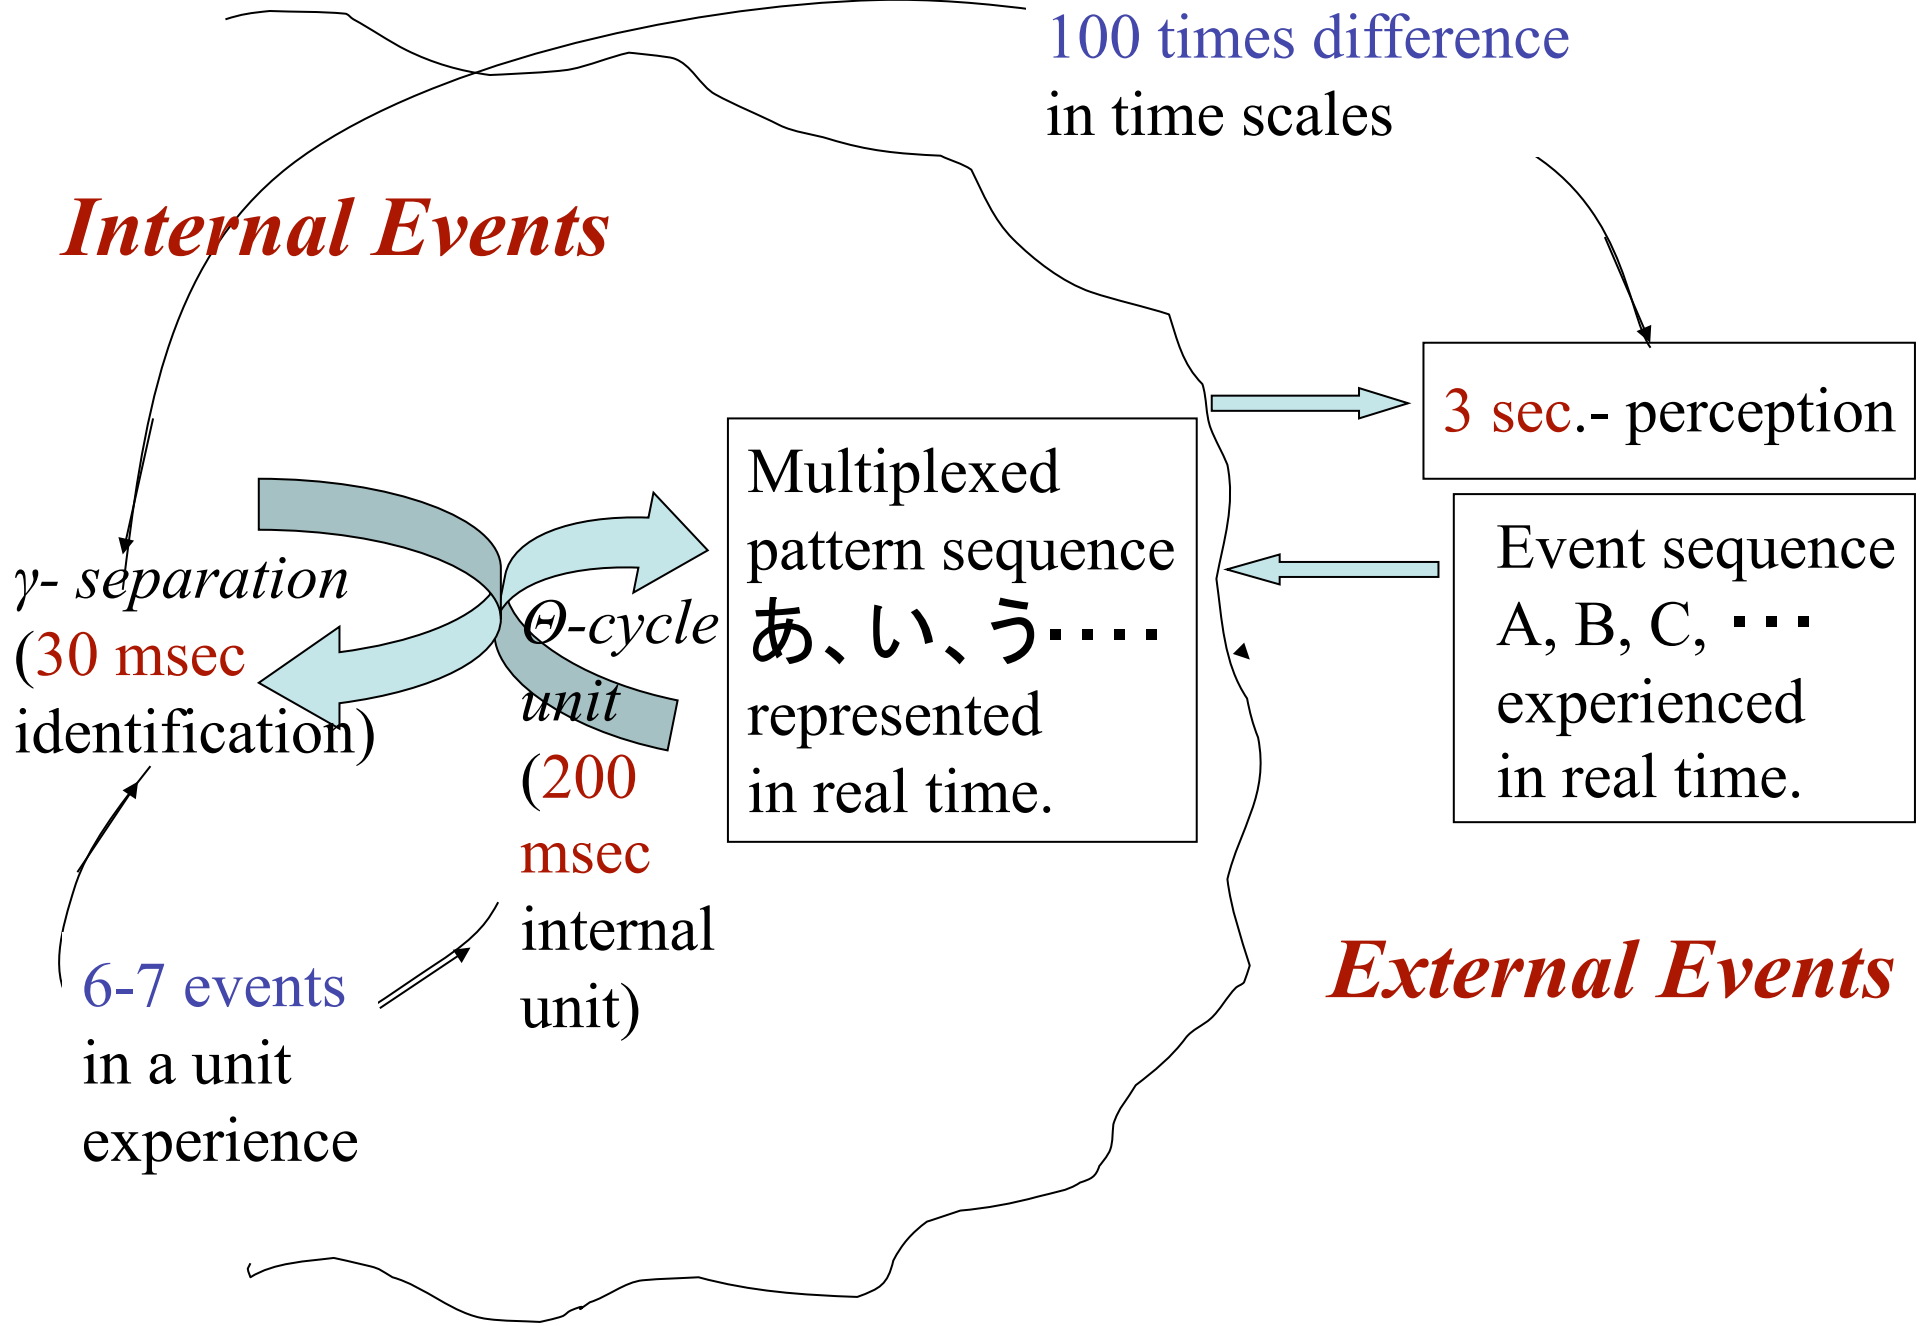 100 times difference
in time scales
Internal Events
3 sec.- perception
γ- separation
(30 msec
identification)
Θ-cycle
unit
(200
msec
internal
unit)
Multiplexed
pattern sequence
あ、い、う････
represented
in real time.
Event sequence
A, B, C, ･･･
experienced
in real time.
6-7 events
in a unit
experience
External Events